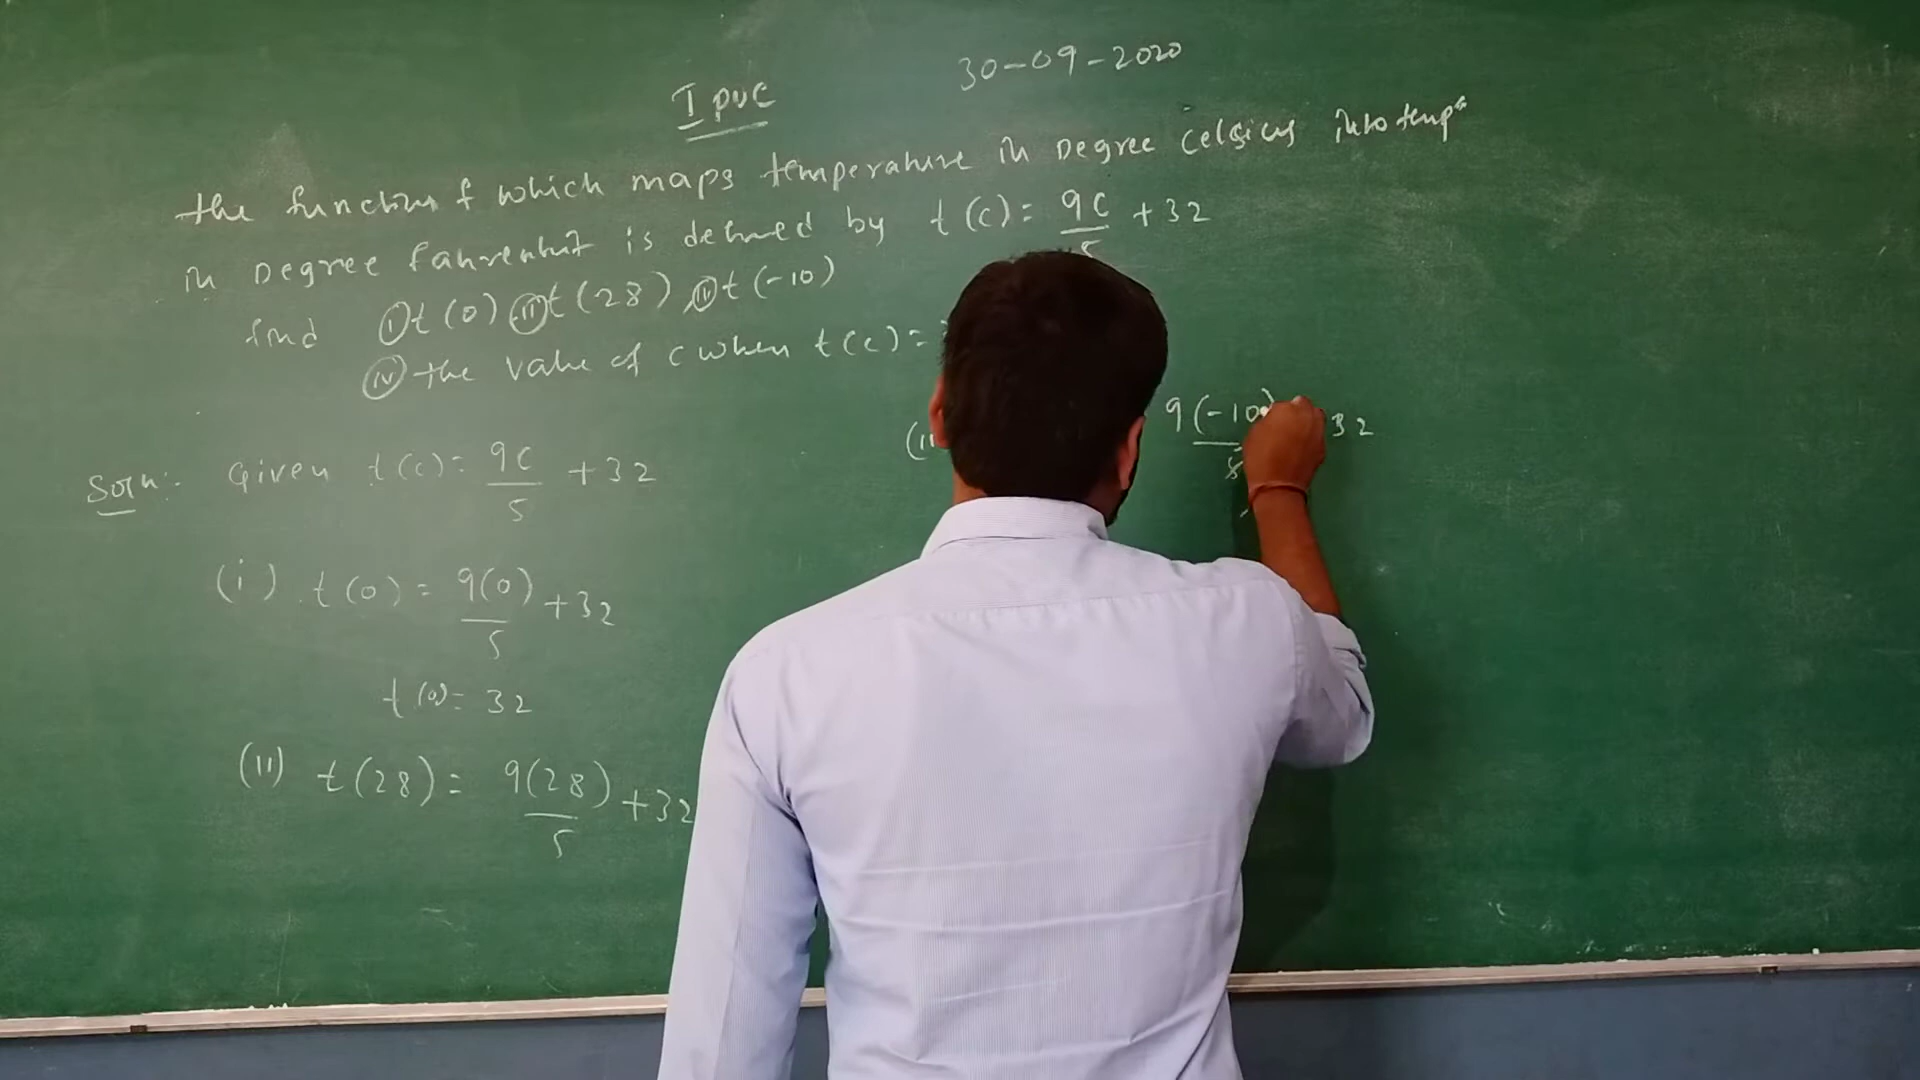 I PUC
30-09-2020
the function f which maps temperature in Degree Celsius into temp
in Degree Fahrenheit is defined by t(c)= 9C/5 + 32
find (i) t(0) (ii) t(28), (iii) t(-10)
(iv) the value of c when t(c)=
Soln:- Given t(c)= 9C/5 + 32
(i) t(0) = 9(0)/5 + 32
t(0)= 32
(ii) t(28)= 9(28)/5 + 32
9(-10)/5 32